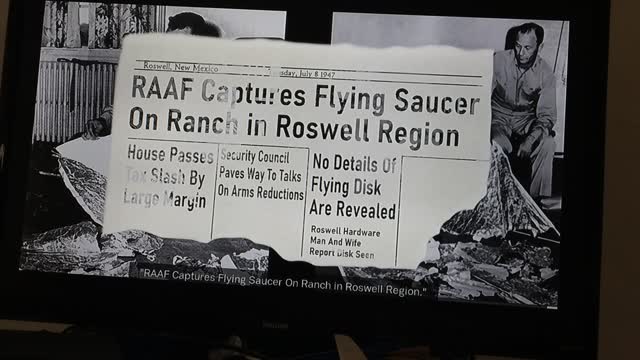 Roswell, New Mexico
sday, July 8 1947
RAAF Captures Flying Saucer
On Ranch in Roswell Region
House Passes
Tax Slash By
Large Margin
Security Council
Paves Way To Talks
On Arms Reductions
No Details Of
Flying Disk
Are Revealed
Roswell Hardware
Man And Wife
Report Disk Seen
"RAAF Captures Flying Saucer On Ranch in Roswell Region."